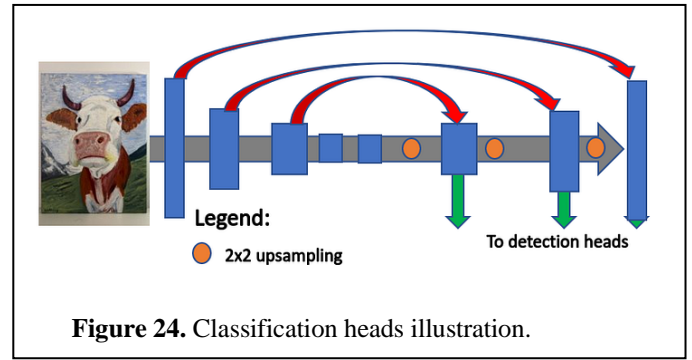 Legend:
2x2 upsampling
To detection heads
Figure 24. Classification heads illustration.